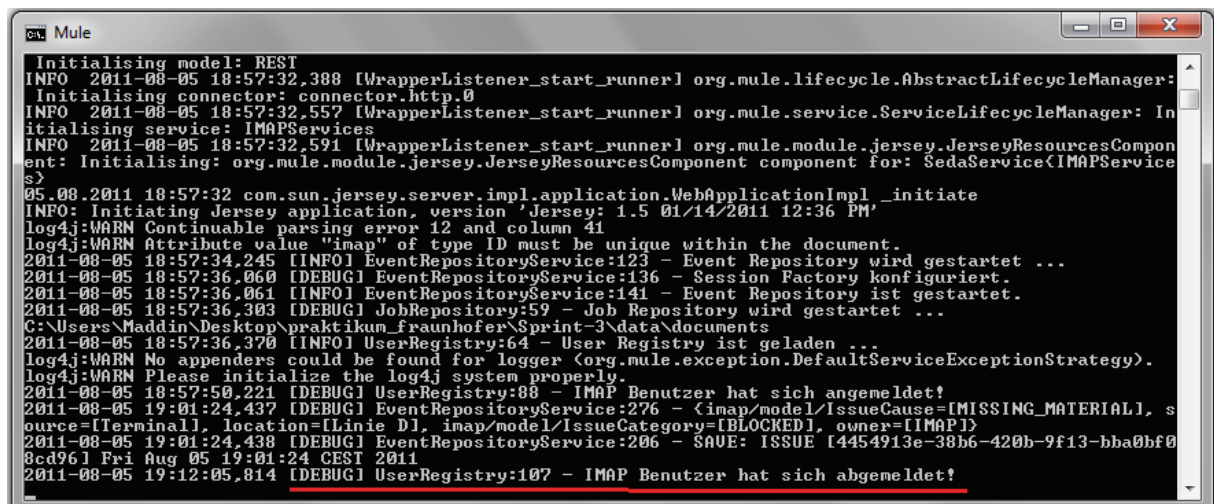 Mule
Initialising model: REST
INFO  2011-08-05 18:57:32,388 [WrapperListener_start_runner] org.mule.lifecycle.AbstractLifecycleManager:
 Initialising connector: connector.http.0
INFO  2011-08-05 18:57:32,557 [WrapperListener_start_runner] org.mule.service.ServiceLifecycleManager: In
itialising service: IMAPServices
INFO  2011-08-05 18:57:32,591 [WrapperListener_start_runner] org.mule.module.jersey.JerseyResourcesCompon
ent: Initialising: org.mule.module.jersey.JerseyResourcesComponent component for: SedaService{IMAPService
s}
05.08.2011 18:57:32 com.sun.jersey.server.impl.application.WebApplicationImpl _initiate
INFO: Initiating Jersey application, version 'Jersey: 1.5 01/14/2011 12:36 PM'
log4j:WARN Continuable parsing error 12 and column 41
log4j:WARN Attribute value "imap" of type ID must be unique within the document.
2011-08-05 18:57:34,245 [INFO] EventRepositoryService:123 - Event Repository wird gestartet ...
2011-08-05 18:57:36,060 [DEBUG] EventRepositoryService:136 - Session Factory konfiguriert.
2011-08-05 18:57:36,061 [INFO] EventRepositoryService:141 - Event Repository ist gestartet.
2011-08-05 18:57:36,303 [DEBUG] JobRepository:59 - Job Repository wird gestartet ...
C:\Users\Maddin\Desktop\praktikum_fraunhofer\Sprint-3\data\documents
2011-08-05 18:57:36,370 [INFO] UserRegistry:64 - User Registry ist geladen ...
log4j:WARN No appenders could be found for logger (org.mule.exception.DefaultServiceExceptionStrategy).
log4j:WARN Please initialize the log4j system properly.
2011-08-05 18:57:50,221 [DEBUG] UserRegistry:88 - IMAP Benutzer hat sich angemeldet!
2011-08-05 19:01:24,437 [DEBUG] EventRepositoryService:276 - {imap/model/IssueCause=[MISSING_MATERIAL], s
ource=[Terminal], location=[Linie D], imap/model/IssueCategory=[BLOCKED], owner=[IMAP]}
2011-08-05 19:01:24,438 [DEBUG] EventRepositoryService:206 - SAVE: ISSUE [4454913e-38b6-420b-9f13-bba0bf0
8cd96] Fri Aug 05 19:01:24 CEST 2011
2011-08-05 19:12:05,814 [DEBUG] UserRegistry:107 - IMAP Benutzer hat sich abgemeldet!